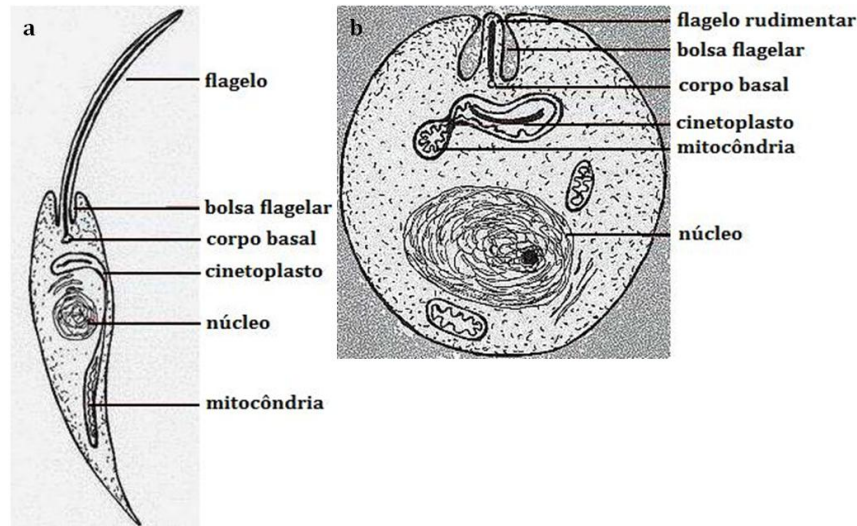 a
flagelo
bolsa flagelar
corpo basal
cinetoplasto
núcleo
mitocôndria
b
flagelo rudimentar
bolsa flagelar
corpo basal
cinetoplasto
mitocôndria
núcleo